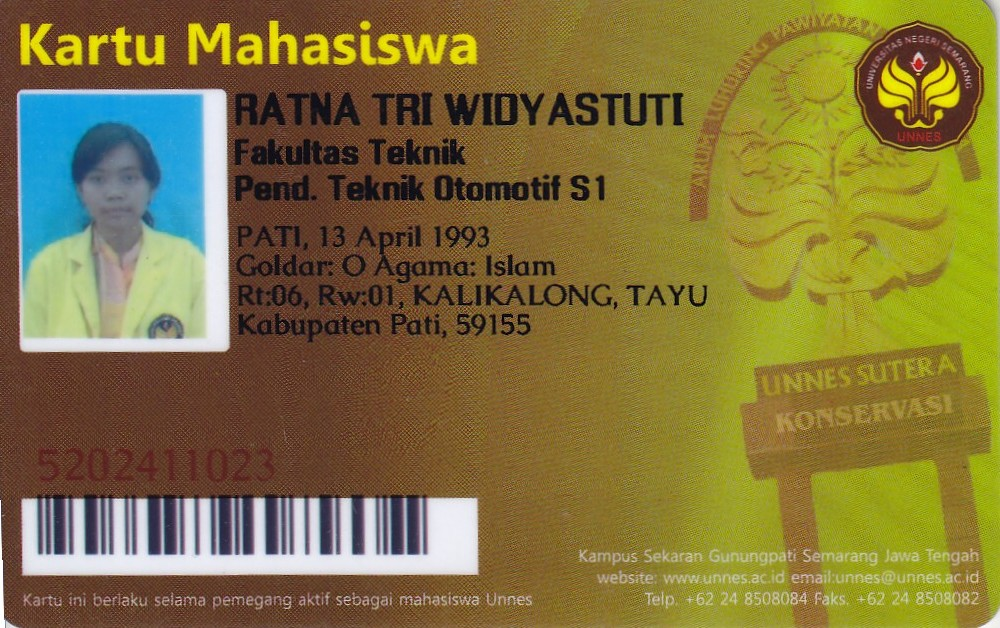 Kartu Mahasiswa
RATNA TRI WIDYASTUTI
Fakultas Teknik
Pend. Teknik Otomotif S1
PATI, 13 April 1993
Goldar: O Agama: Islam
Rt:06, Rw:01, KALIKALONG, TAYU
Kabupaten Pati, 59155
5202411023
Kartu ini berlaku selama pemegang aktif sebagai mahasiswa Unnes
UNIVERSITAS NEGERI SEMARANG
UNNES
PAWIYATAN
UNNES SUTERA
KONSERVASI
Kampus Sekaran Gunungpati Semarang Jawa Tengah
website: www.unnes.ac.id email:unnes@unnes.ac.id
Telp. +62 24 8508084 Faks. +62 24 8508082